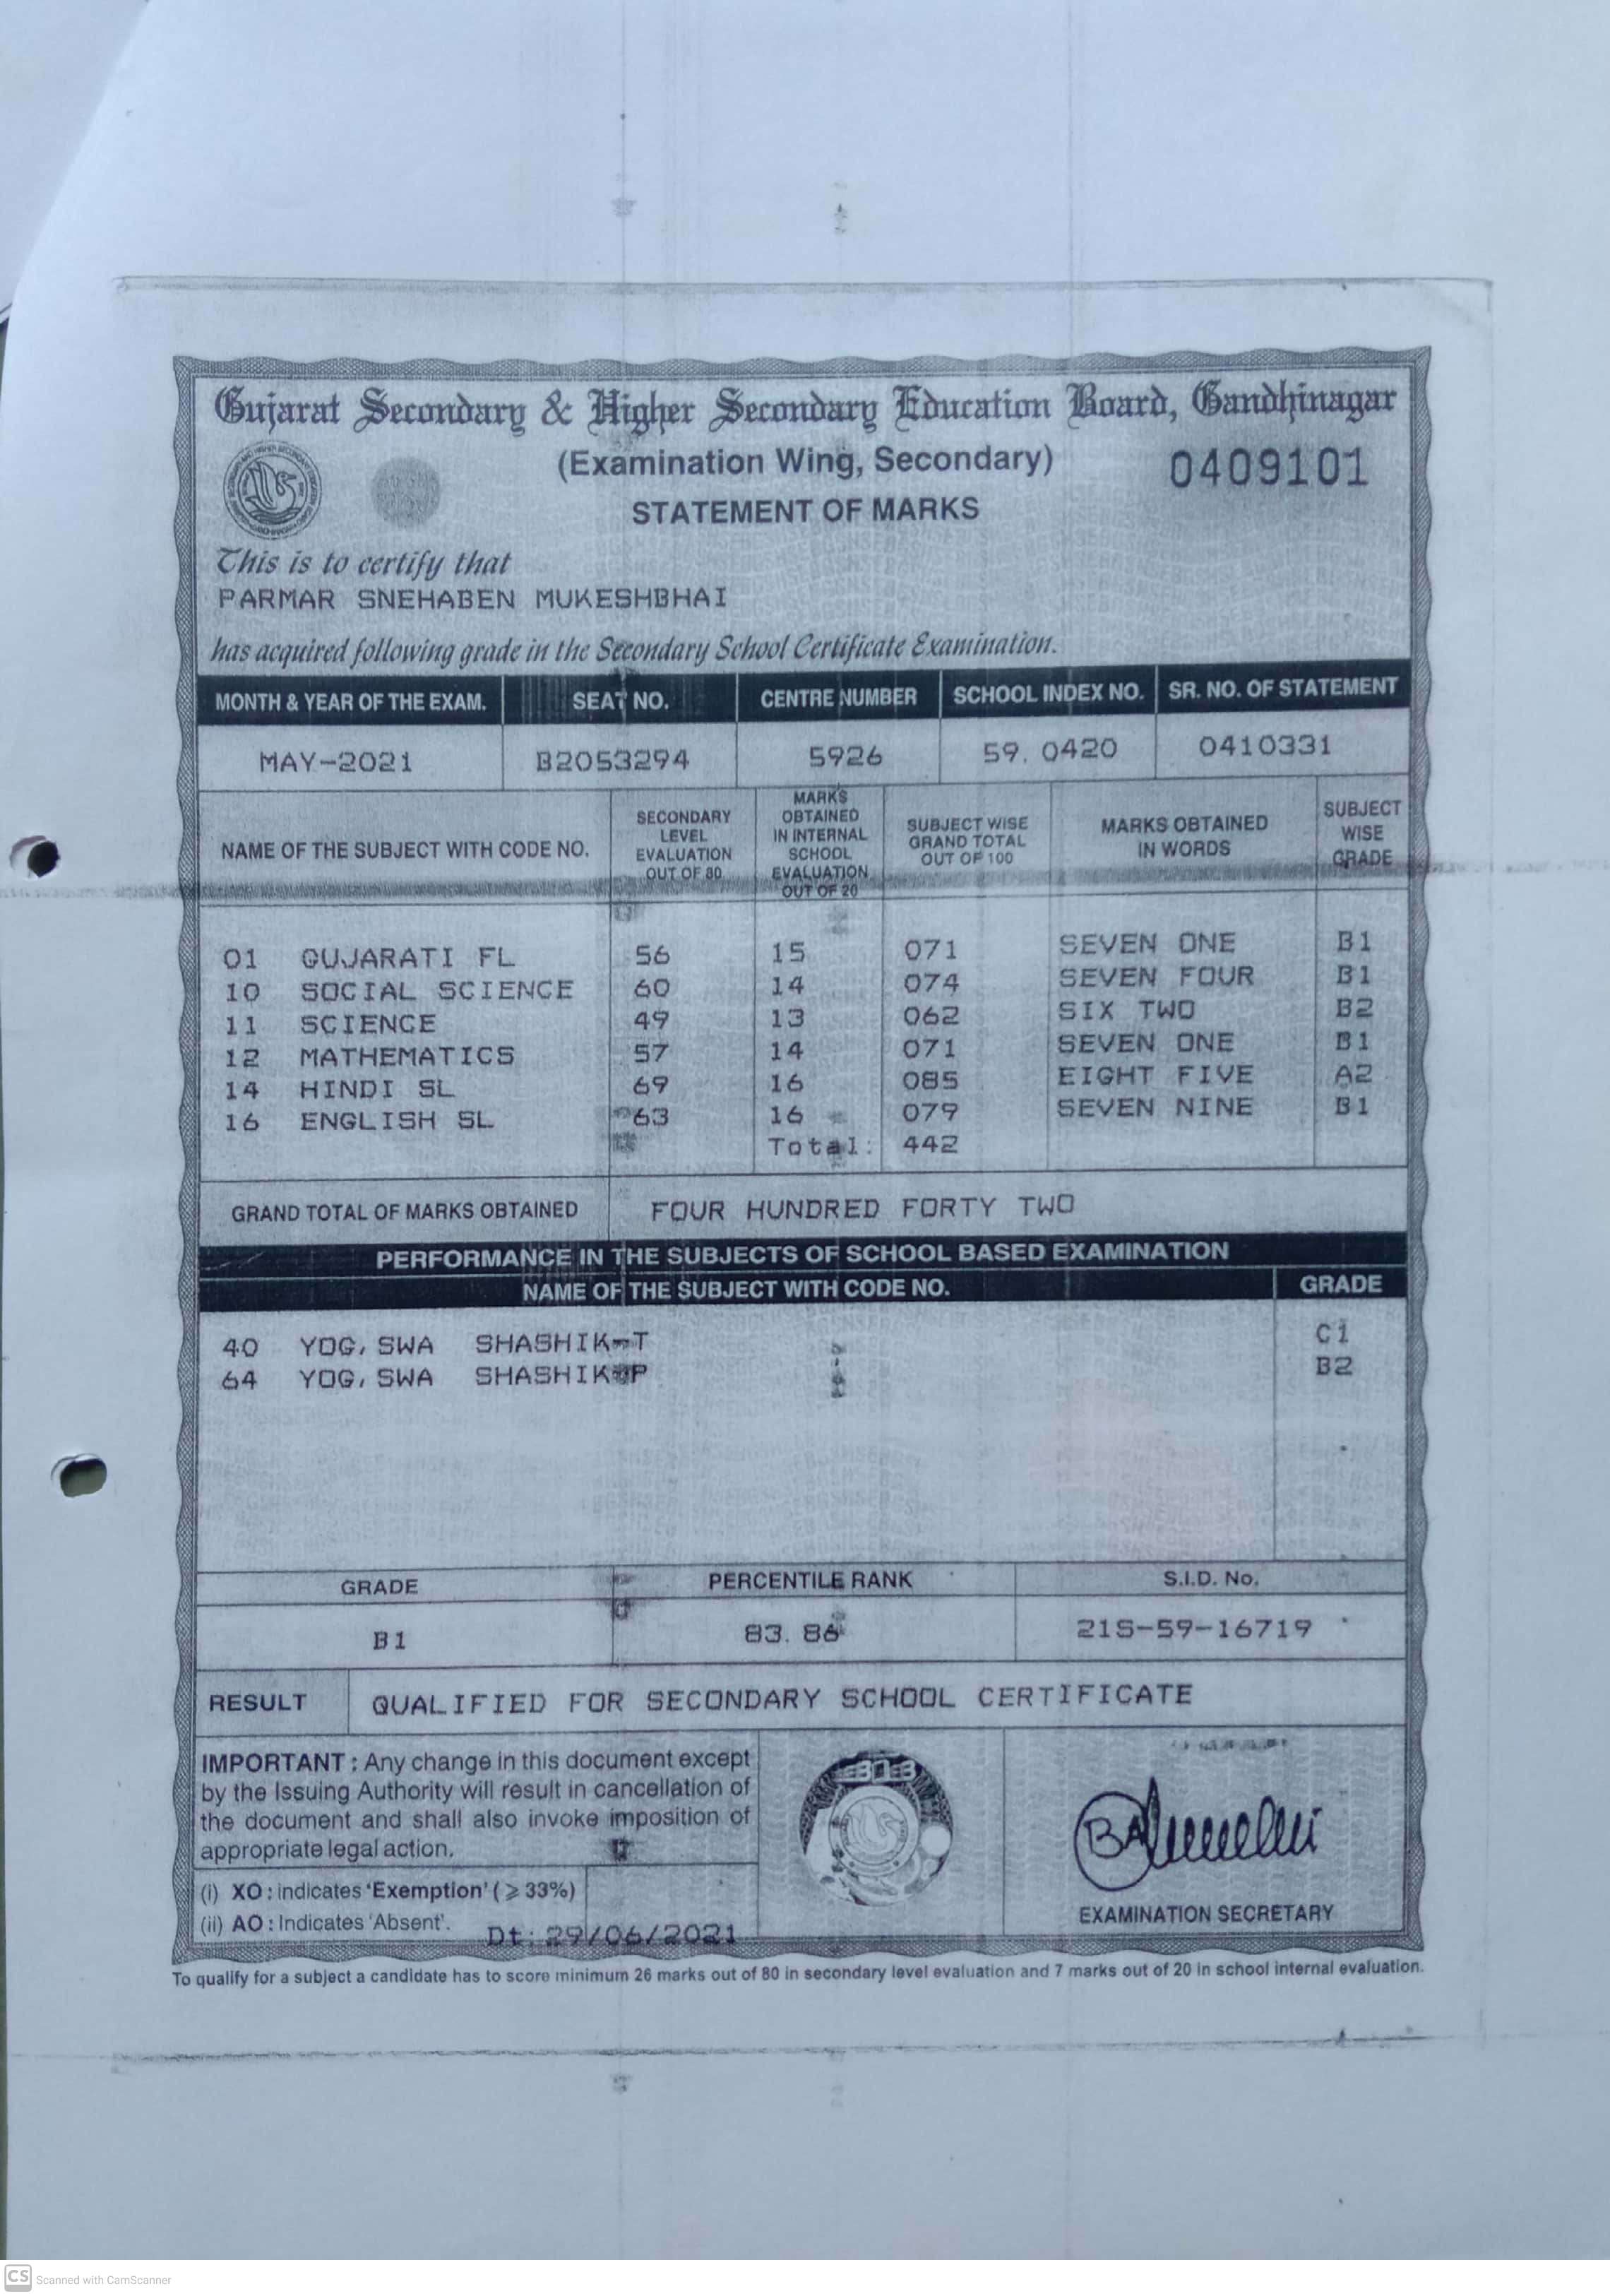 Gujarat Secondary & Higher Secondary Education Board, Gandhinagar
(Examination Wing, Secondary)
0409101
STATEMENT OF MARKS
This is to certify that
PARMAR SNEHABEN MUKESHBHAI
has acquired following grade in the Secondary School Certificate Examination.
MONTH & YEAR OF THE EXAM. SEAT NO. CENTRE NUMBER SCHOOL INDEX NO. SR. NO. OF STATEMENT
MAY-2021 B2053294 5926 59. 0420 0410331
NAME OF THE SUBJECT WITH CODE NO.
SECONDARY
LEVEL
EVALUATION
OUT OF 80
MARKS
OBTAINED
IN INTERNAL
SCHOOL
EVALUATION
OUT OF 20
SUBJECT WISE
GRAND TOTAL
OUT OF 100
MARKS OBTAINED
IN WORDS
SUBJECT
WISE
GRADE
01 GUJARATI FL 56 15 071 SEVEN ONE B1
10 SOCIAL SCIENCE 60 14 074 SEVEN FOUR B1
11 SCIENCE 49 13 062 SIX TWO B2
12 MATHEMATICS 57 14 071 SEVEN ONE B1
14 HINDI SL 69 16 085 EIGHT FIVE A2
16 ENGLISH SL 63 16 079 SEVEN NINE B1
Total: 442
GRAND TOTAL OF MARKS OBTAINED FOUR HUNDRED FORTY TWO
PERFORMANCE IN THE SUBJECTS OF SCHOOL BASED EXAMINATION
NAME OF THE SUBJECT WITH CODE NO. GRADE
40 YOG, SWA SHASHIK-T C1
64 YOG, SWA SHASHIK-P B2
GRADE PERCENTILE RANK S.I.D. No.
B1 83. 86 21S-59-16719
RESULT QUALIFIED FOR SECONDARY SCHOOL CERTIFICATE
IMPORTANT : Any change in this document except
by the Issuing Authority will result in cancellation of
the document and shall also invoke imposition of
appropriate legal action.
(i) XO : indicates 'Exemption' (≥ 33%)
(ii) AO : Indicates 'Absent'.
Dt: 29/06/2021
EXAMINATION SECRETARY
To qualify for a subject a candidate has to score minimum 26 marks out of 80 in secondary level evaluation and 7 marks out of 20 in school internal evaluation.
CS Scanned with CamScanner